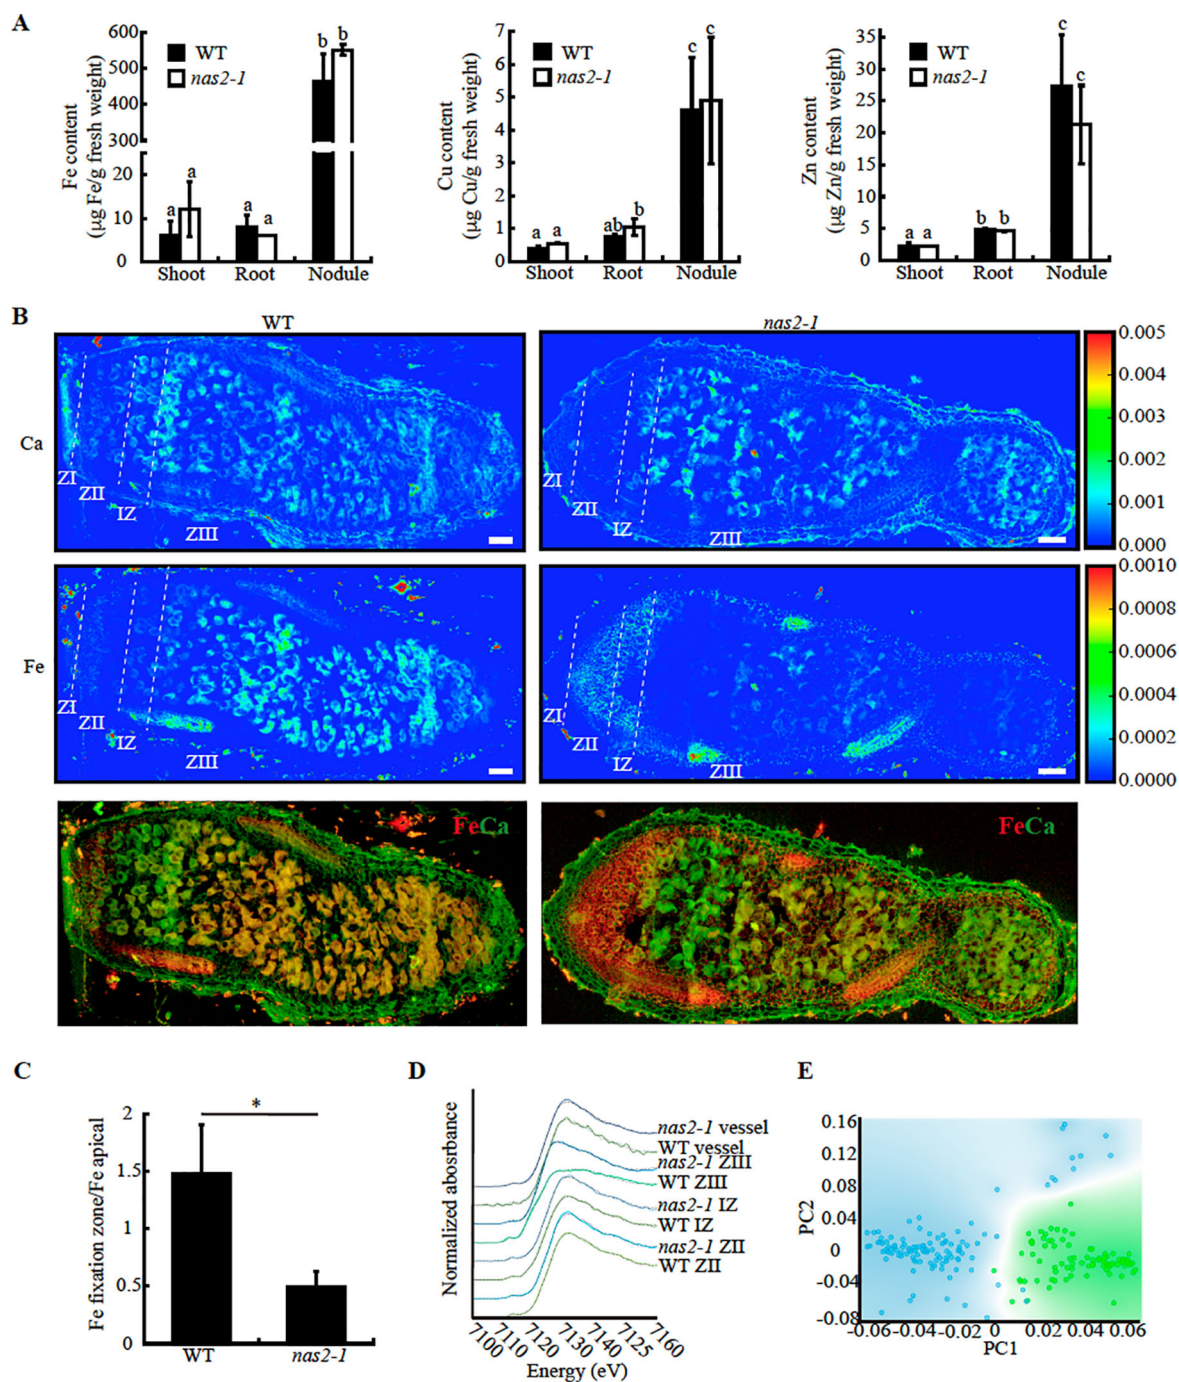 A
Fe content
(µg Fe/g fresh weight)
600
500
400
300
20
10
0
WT
nas2-1
a
a
a
a
b
b
Shoot
Root
Nodule
Cu content
(µg Cu/g fresh weight)
7
6
5
4
3
2
1
0
WT
nas2-1
a
a
ab
b
c
c
Shoot
Root
Nodule
Zn content
(µg Zn/g fresh weight)
35
30
25
20
15
10
5
0
WT
nas2-1
a
a
b
b
c
c
Shoot
Root
Nodule
B
WT
nas2-1
Ca
ZI
ZII
IZ
ZIII
ZI
ZII
IZ
ZIII
0.005
0.004
0.003
0.002
0.001
0.000
Fe
ZI
ZII
IZ
ZIII
ZI
ZII
IZ
ZIII
0.0010
0.0008
0.0006
0.0004
0.0002
0.0000
FeCa
FeCa
C
Fe fixation zone/Fe apical
2
1.5
1
0.5
0
*
WT
nas2-1
D
Normalized abosrbance
nas2-1 vessel
WT vessel
nas2-1 ZIII
WT ZIII
nas2-1 IZ
WT IZ
nas2-1 ZII
WT ZII
7100
7110
7120
7130
7140
7125
7160
Energy (eV)
E
PC2
0.16
0.12
0.08
0.04
0
-0.04
-0.08
-0.06
-0.04
-0.02
0
0.02
0.04
0.06
PC1